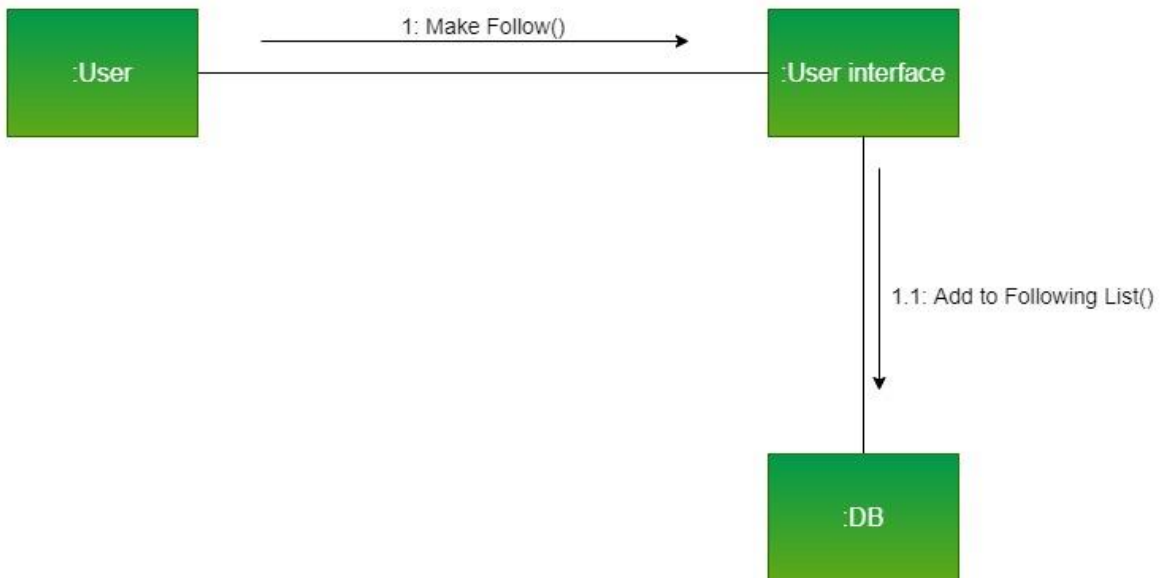 1: Make Follow()
:User
:User interface
1.1: Add to Following List()
:DB